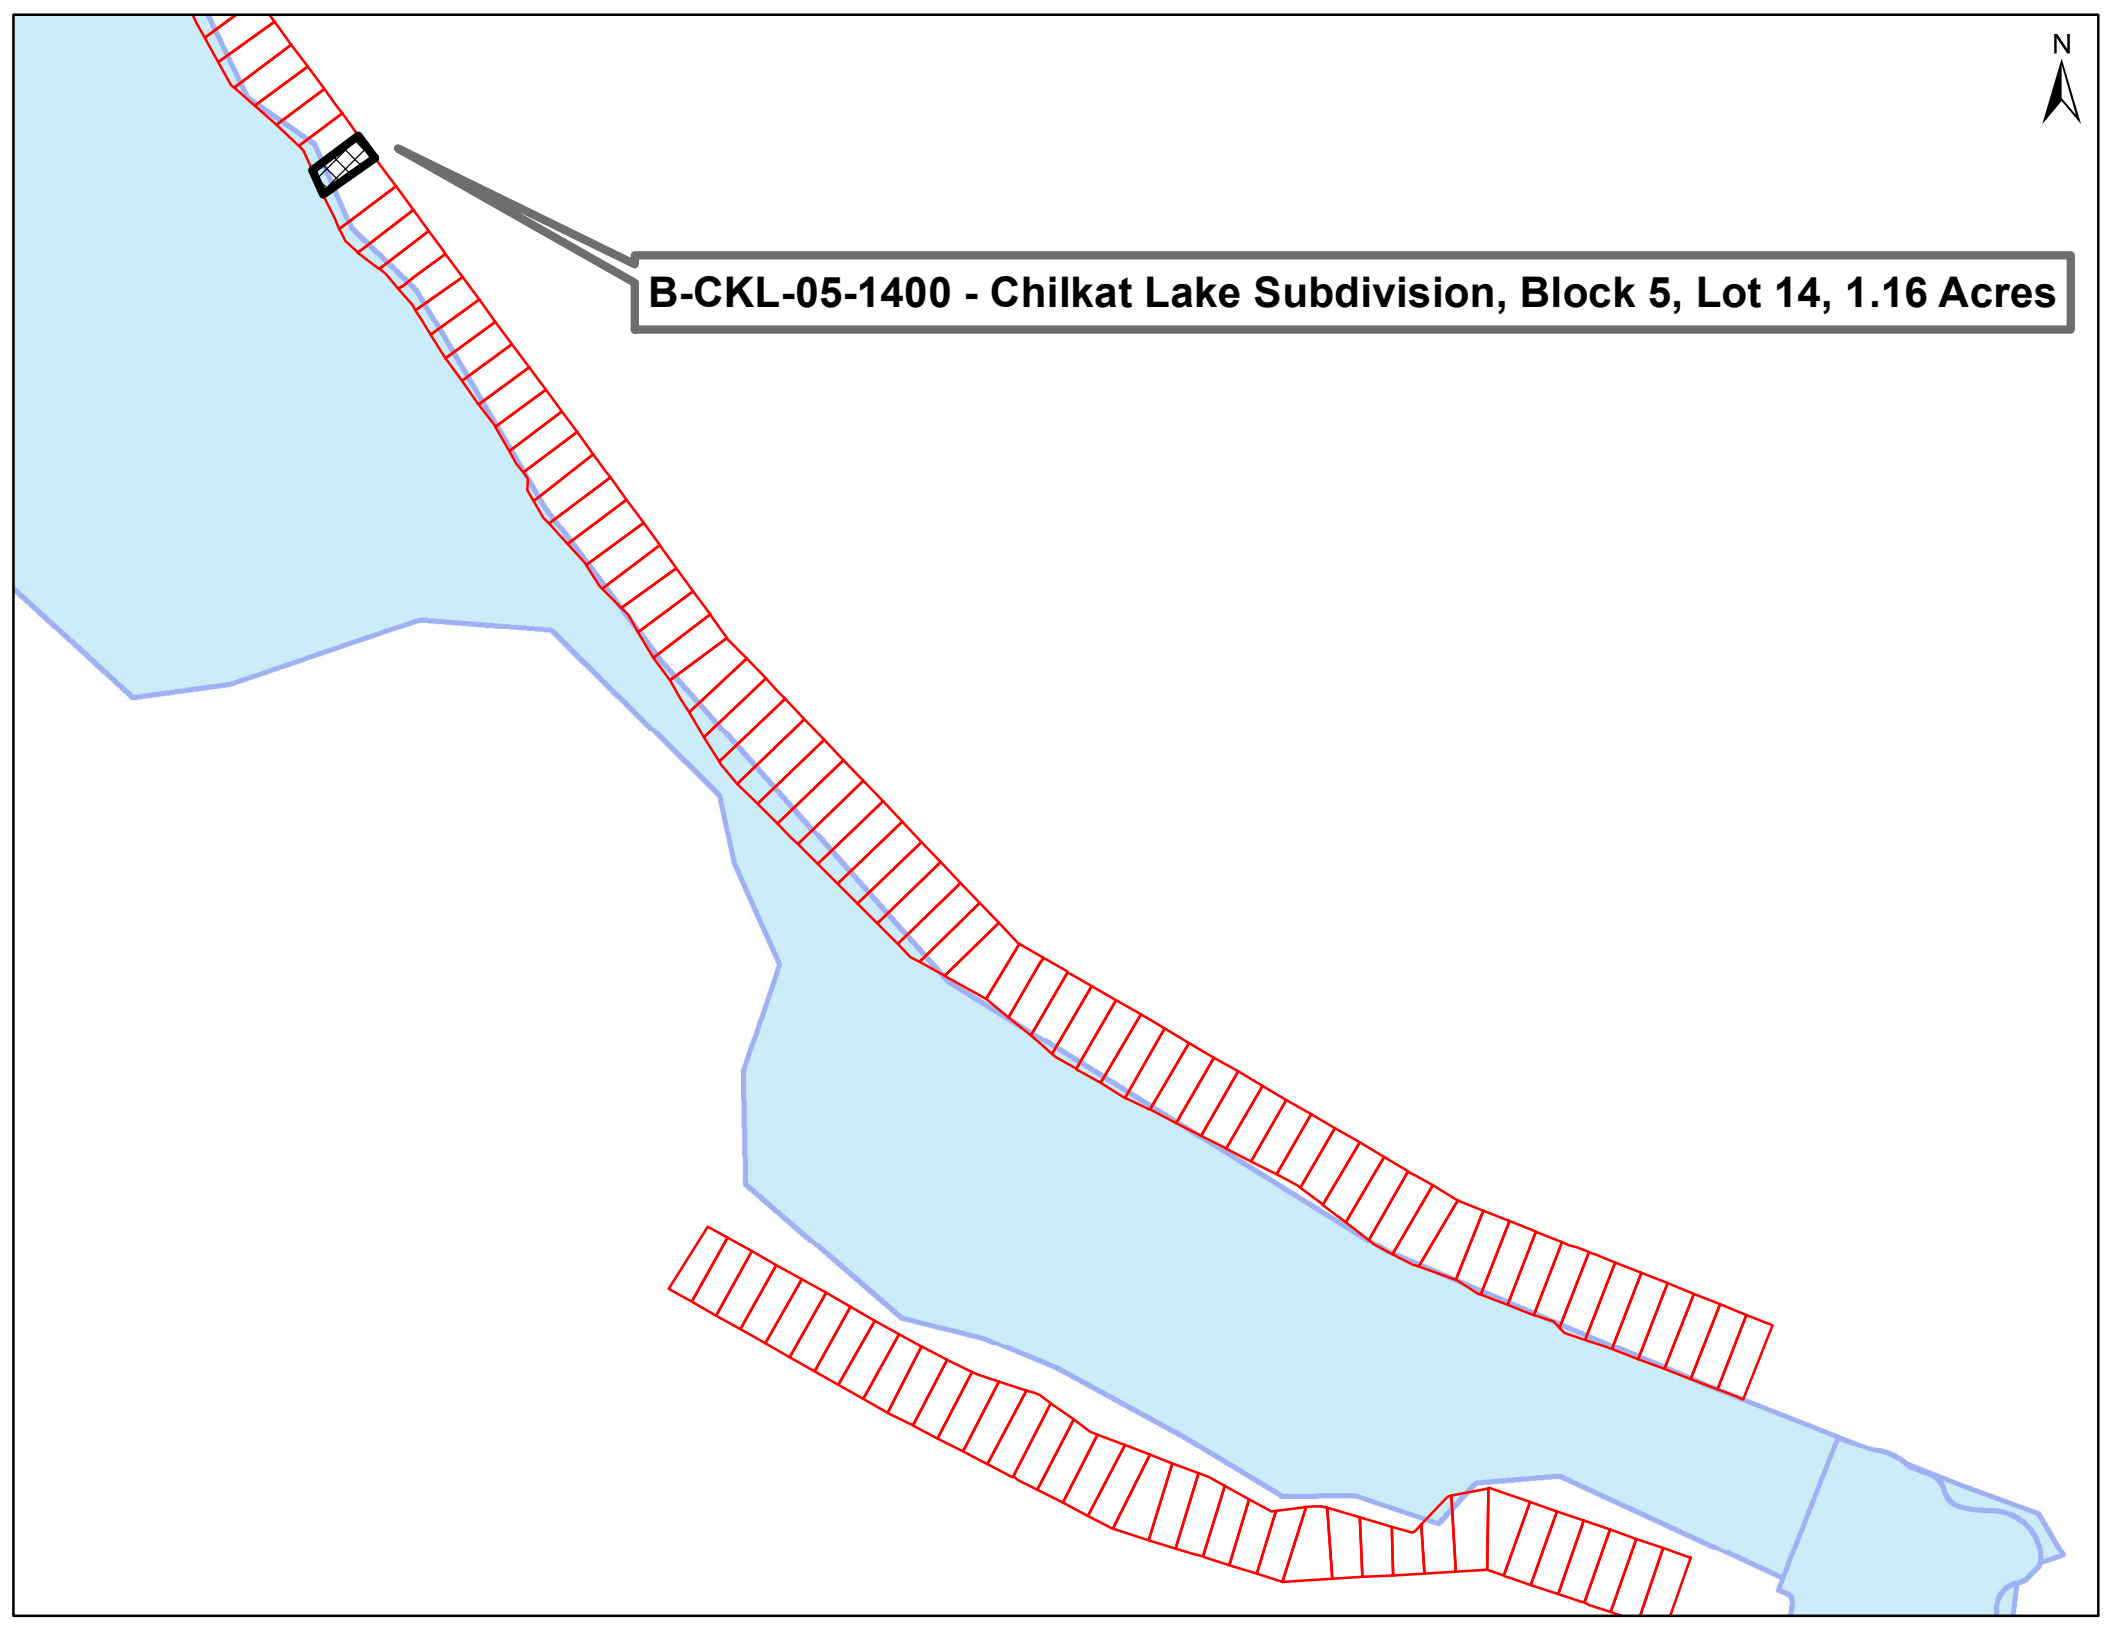 N
B-CKL-05-1400 - Chilkat Lake Subdivision, Block 5, Lot 14, 1.16 Acres